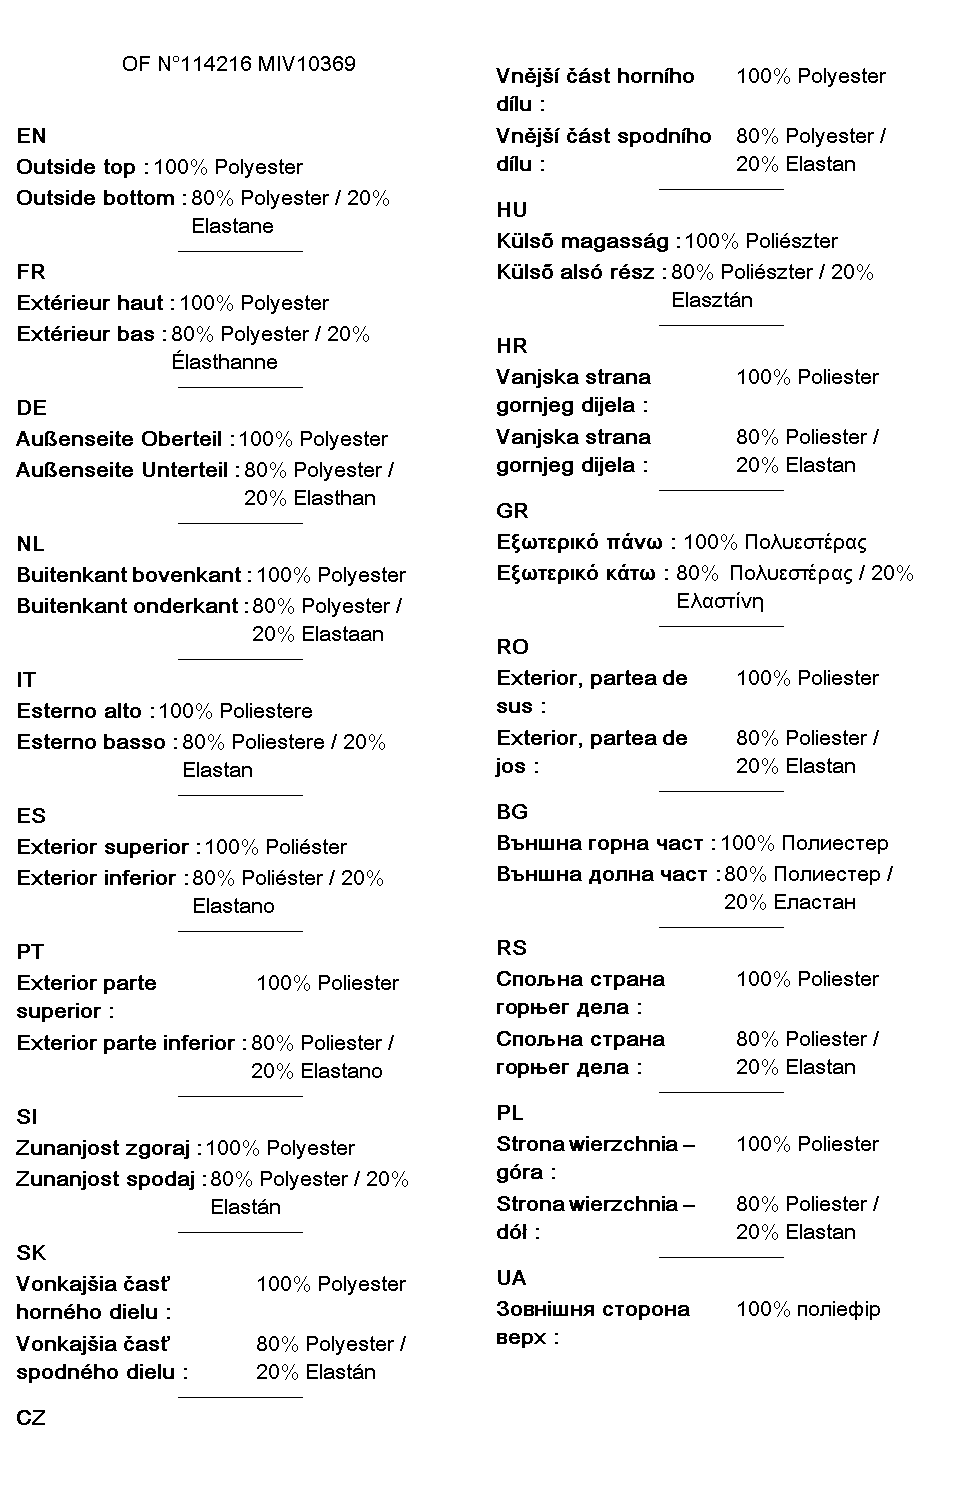 OF N°114216 MIV10369
EN
Outside top : 100% Polyester
Outside bottom : 80% Polyester / 20%
Elastane
FR
Extérieur haut : 100% Polyester
Extérieur bas : 80% Polyester / 20%
Élasthanne
DE
Außenseite Oberteil : 100% Polyester
Außenseite Unterteil : 80% Polyester /
20% Elasthan
NL
Buitenkant bovenkant : 100% Polyester
Buitenkant onderkant : 80% Polyester /
20% Elastaan
IT
Esterno alto : 100% Poliestere
Esterno basso : 80% Poliestere / 20%
Elastan
ES
Exterior superior : 100% Poliéster
Exterior inferior : 80% Poliéster / 20%
Elastano
PT
Exterior parte 100% Poliester
superior :
Exterior parte inferior : 80% Poliester /
20% Elastano
SI
Zunanjost zgoraj : 100% Polyester
Zunanjost spodaj : 80% Polyester / 20%
Elastán
SK
Vonkajšia časť 100% Polyester
horného dielu :
Vonkajšia časť 80% Polyester /
spodného dielu : 20% Elastán
CZ
Vnější část horního 100% Polyester
dílu :
Vnější část spodního 80% Polyester /
dílu : 20% Elastan
HU
Külső magasság : 100% Poliészter
Külső alsó rész : 80% Poliészter / 20%
Elasztán
HR
Vanjska strana 100% Poliester
gornjeg dijela :
Vanjska strana 80% Poliester /
gornjeg dijela : 20% Elastan
GR
Εξωτερικό πάνω : 100% Πολυεστέρας
Εξωτερικό κάτω : 80% Πολυεστέρας / 20%
Ελαστίνη
RO
Exterior, partea de 100% Poliester
sus :
Exterior, partea de 80% Poliester /
jos : 20% Elastan
BG
Външна горна част : 100% Полиестер
Външна долна част : 80% Полиестер /
20% Еластан
RS
Спољна страна 100% Poliester
горњег дела :
Спољна страна 80% Poliester /
горњег дела : 20% Elastan
PL
Strona wierzchnia – 100% Poliester
góra :
Strona wierzchnia – 80% Poliester /
dół : 20% Elastan
UA
Зовнішня сторона 100% поліефір
верх :